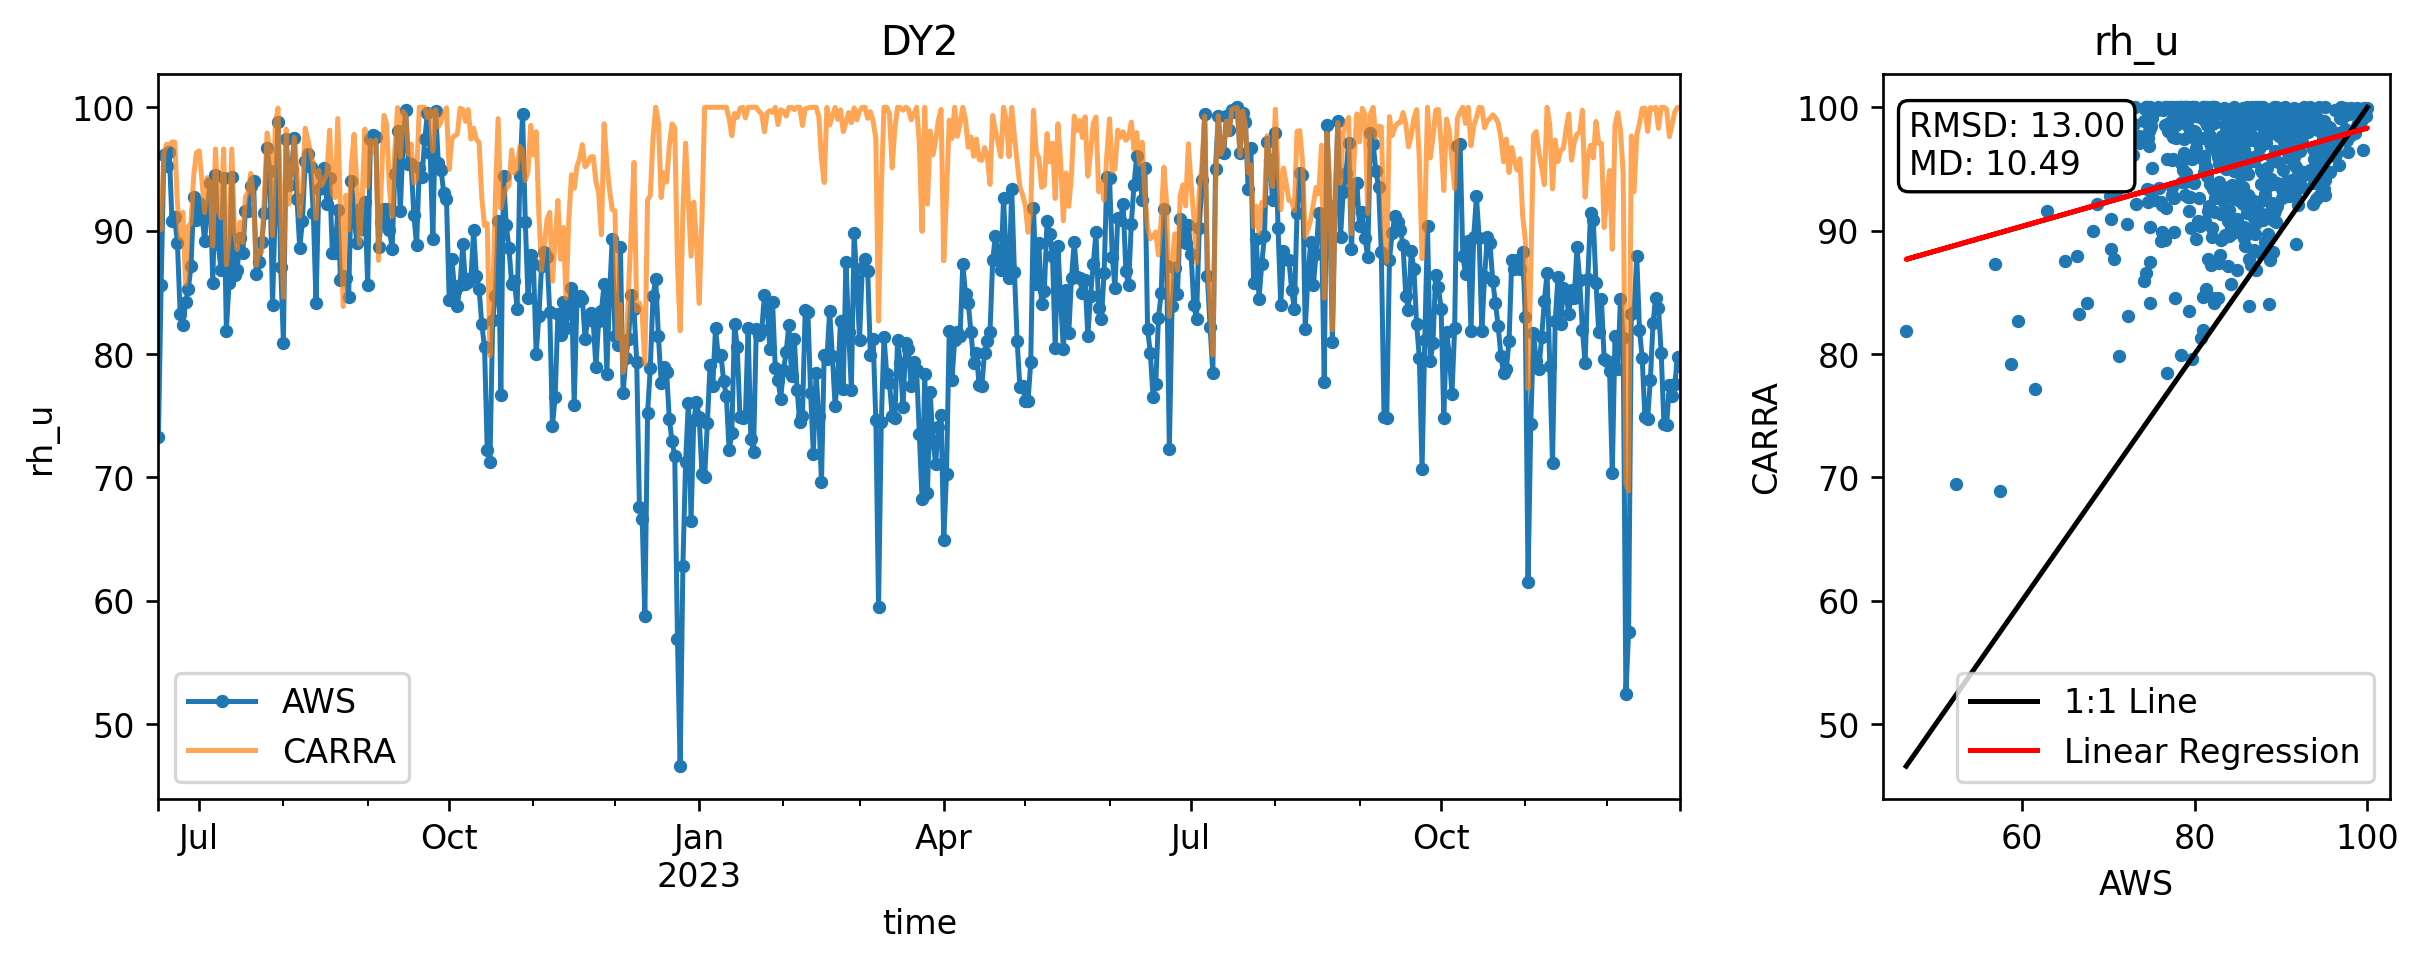 DY2
rh_u
100
90
80
70
60
50
AWS
CARRA
Jul
Oct
Jan
2023
Apr
Jul
Oct
time
rh_u
CARRA
100
90
80
70
60
50
RMSD: 13.00
MD: 10.49
1:1 Line
Linear Regression
60
80
100
AWS